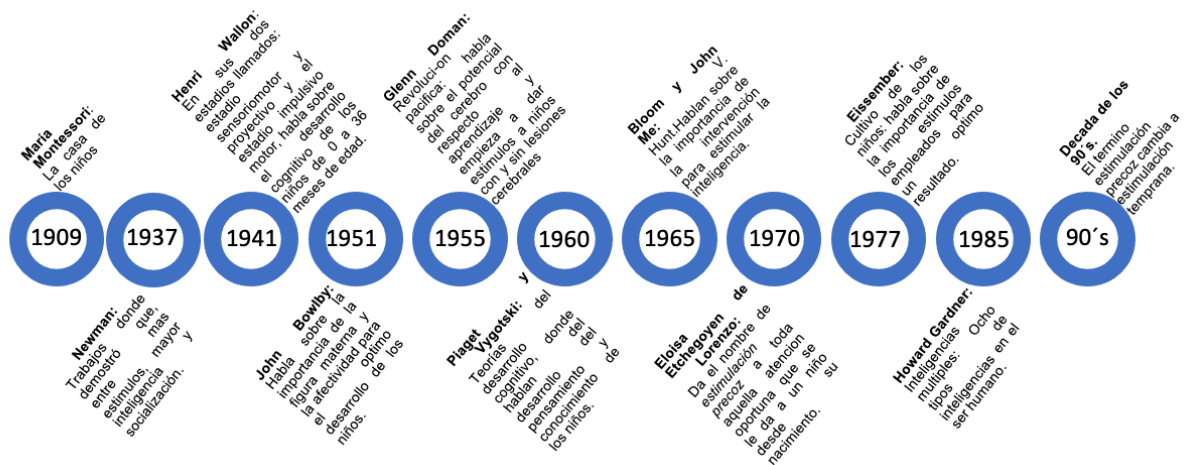 María
Montessori:
La casa de
los niños
1909
Newman:
Trabajos donde
demostró que,
entre mas
estimulos,
inteligencia mayor y
socialización.
1937
Henri Wallon:
En sus dos
estadios llamados:
estadio
sensoriomotor y
proyectivo y el
estadio impulsivo
motor, habla sobre
el desarrollo
cognitivo de los
niños de 0 a 36
meses de edad.
1941
John Bowlby:
Habla sobre la
importancia de la
figura materna y
la afectividad para
el optimo
desarrollo de los
niños.
1951
Glenn Doman:
Revoluci-on
pacifica: habla
sobre el potencial
del cerebro con
respecto al
aprendizaje y
empieza a dar
estimulos a niños
con y sin lesiones
cerebrales
1955
Piaget y
Vygotski:
Teorías del
desarrollo
cognitivo, donde
hablan del
desarrollo del
pensamiento y
conocimiento de
los niños.
1960
Bloom y John
Me: V.
Hunt.Hablan sobre
la importancia de
la intervención
para estimular la
inteligencia.
1965
Eloisa
Etchegoyen de
Lorenzo:
Da el nombre de
estimulación
precoz a toda
aquella atencion
oportuna que se
le da a un niño
desde su
nacimiento.
1970
Eissember:
Cultivo de los
niños: habla sobre
la importancia de
los estimulos
empleados para
un optimo
resultado.
1977
Howard Gardner:
Inteligencias
multiples: Ocho
tipos de
inteligencias en el
ser humano.
1985
Decada de los
90´s.
El termino
estimulación
precoz cambia a
estimulación
temprana.
90´s